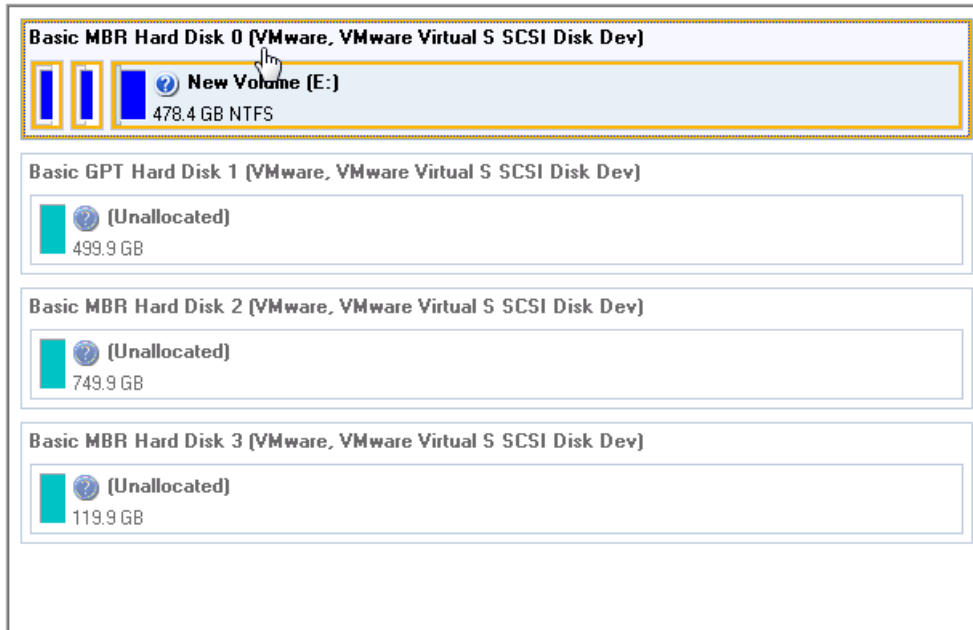 Basic MBR Hard Disk 0 (VMware, VMware Virtual S SCSI Disk Dev)
New Volume (E:)
478.4 GB NTFS
Basic GPT Hard Disk 1 (VMware, VMware Virtual S SCSI Disk Dev)
(Unallocated)
499.9 GB
Basic MBR Hard Disk 2 (VMware, VMware Virtual S SCSI Disk Dev)
(Unallocated)
749.9 GB
Basic MBR Hard Disk 3 (VMware, VMware Virtual S SCSI Disk Dev)
(Unallocated)
119.9 GB